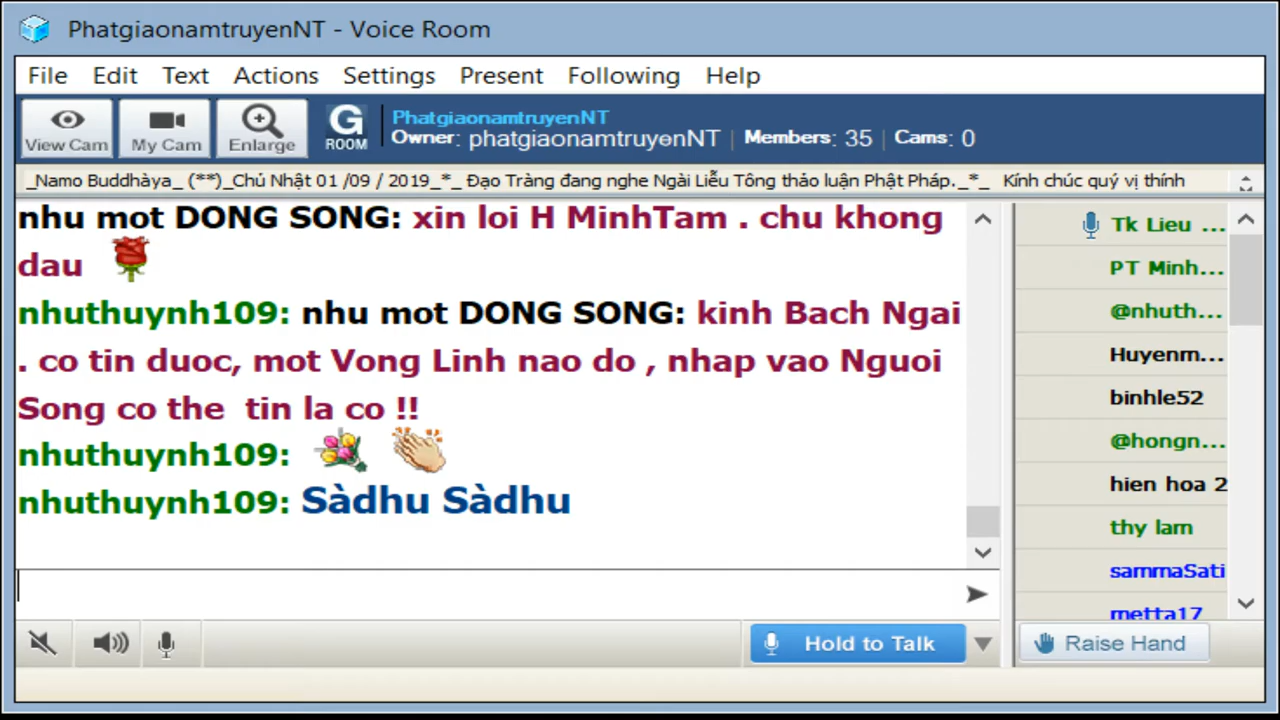 PhatgiaonamtruyenNT - Voice Room
File Edit Text Actions Settings Present Following Help
View Cam My Cam Enlarge G ROOM
PhatgiaonamtruyenNT
Owner: phatgiaonamtruyenNT | Members: 35 | Cams: 0
_Namo Buddhàya_ (**)_Chủ Nhật 01 /09 / 2019_*_ Đạo Tràng đang nghe Ngài Liễu Tông thảo luận Phật Pháp._*_ Kính chúc quý vị thính
nhu mot DONG SONG: xin loi H MinhTam . chu khong
dau
nhuthuynh109: nhu mot DONG SONG: kinh Bach Ngai
. co tin duoc, mot Vong Linh nao do , nhap vao Nguoi
Song co the tin la co !!
nhuthuynh109:
nhuthuynh109: Sàdhu Sàdhu
Tk Lieu ...
PT Minh...
@nhuth...
Huyenm...
binhle52
@hongn...
hien hoa 2
thy lam
sammaSati
metta17
Hold to Talk
Raise Hand